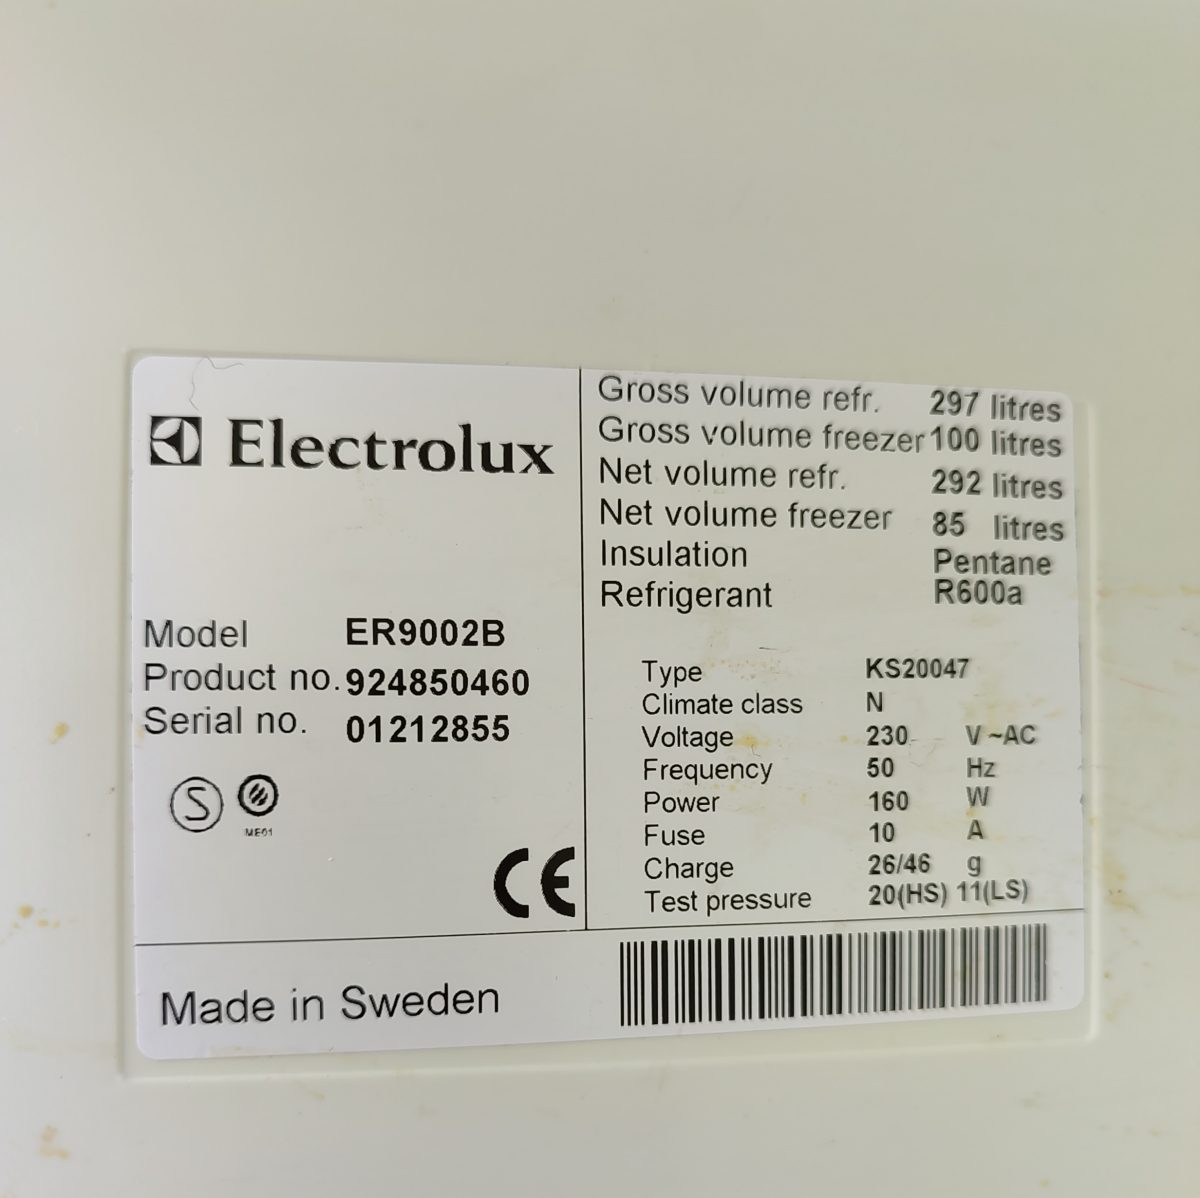 Electrolux
Model ER9002B
Product no. 924850460
Serial no. 01212855
S
ME01
CE
Gross volume refr. 297 litres
Gross volume freezer 100 litres
Net volume refr. 292 litres
Net volume freezer 85 litres
Insulation Pentane
Refrigerant R600a
Type KS20047
Climate class N
Voltage 230 V~AC
Frequency 50 Hz
Power 160 W
Fuse 10 A
Charge 26/46 g
Test pressure 20(HS) 11(LS)
Made in Sweden